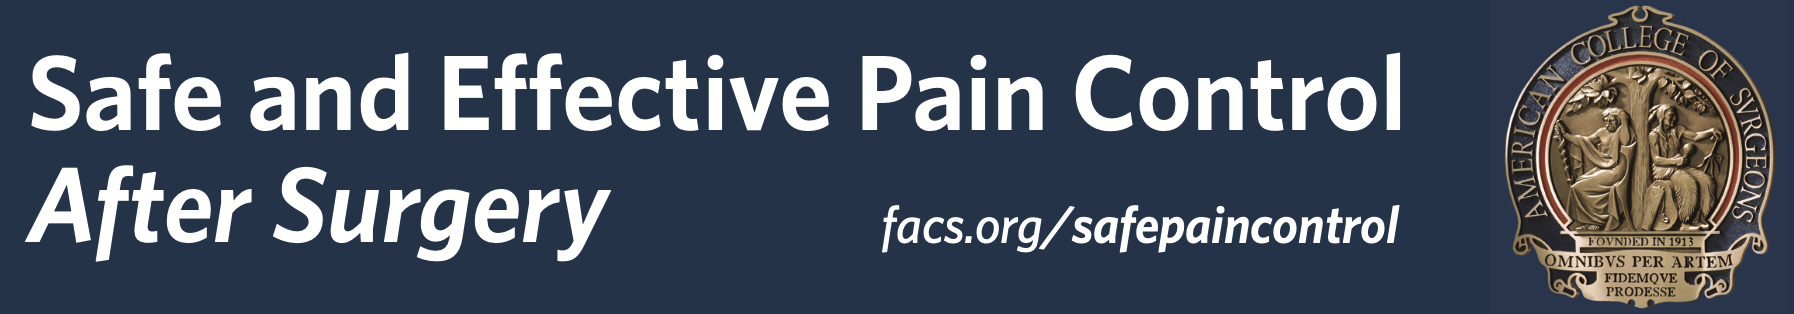 Safe and Effective Pain Control
After Surgery
facs.org/safepaincontrol
AMERICAN COLLEGE OF SVRGEONS
FOVNDED IN 1913
OMNIBVS PER ARTEM
FIDEMQVE
PRODESSE